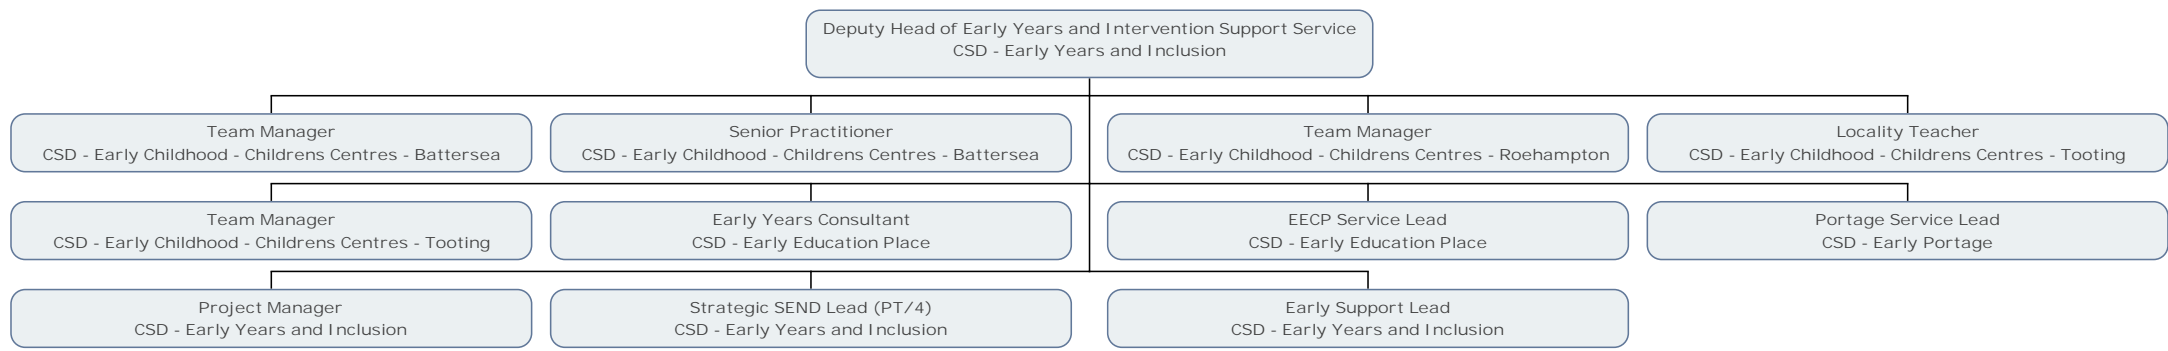 Deputy Head of Early Years and Intervention Support Service
CSD - Early Years and Inclusion
Team Manager
CSD - Early Childhood - Childrens Centres - Battersea
Senior Practitioner
CSD - Early Childhood - Childrens Centres - Battersea
Team Manager
CSD - Early Childhood - Childrens Centres - Roehampton
Locality Teacher
CSD - Early Childhood - Childrens Centres - Tooting
Team Manager
CSD - Early Childhood - Childrens Centres - Tooting
Early Years Consultant
CSD - Early Education Place
EECP Service Lead
CSD - Early Education Place
Portage Service Lead
CSD - Early Portage
Project Manager
CSD - Early Years and Inclusion
Strategic SEND Lead (PT/4)
CSD - Early Years and Inclusion
Early Support Lead
CSD - Early Years and Inclusion